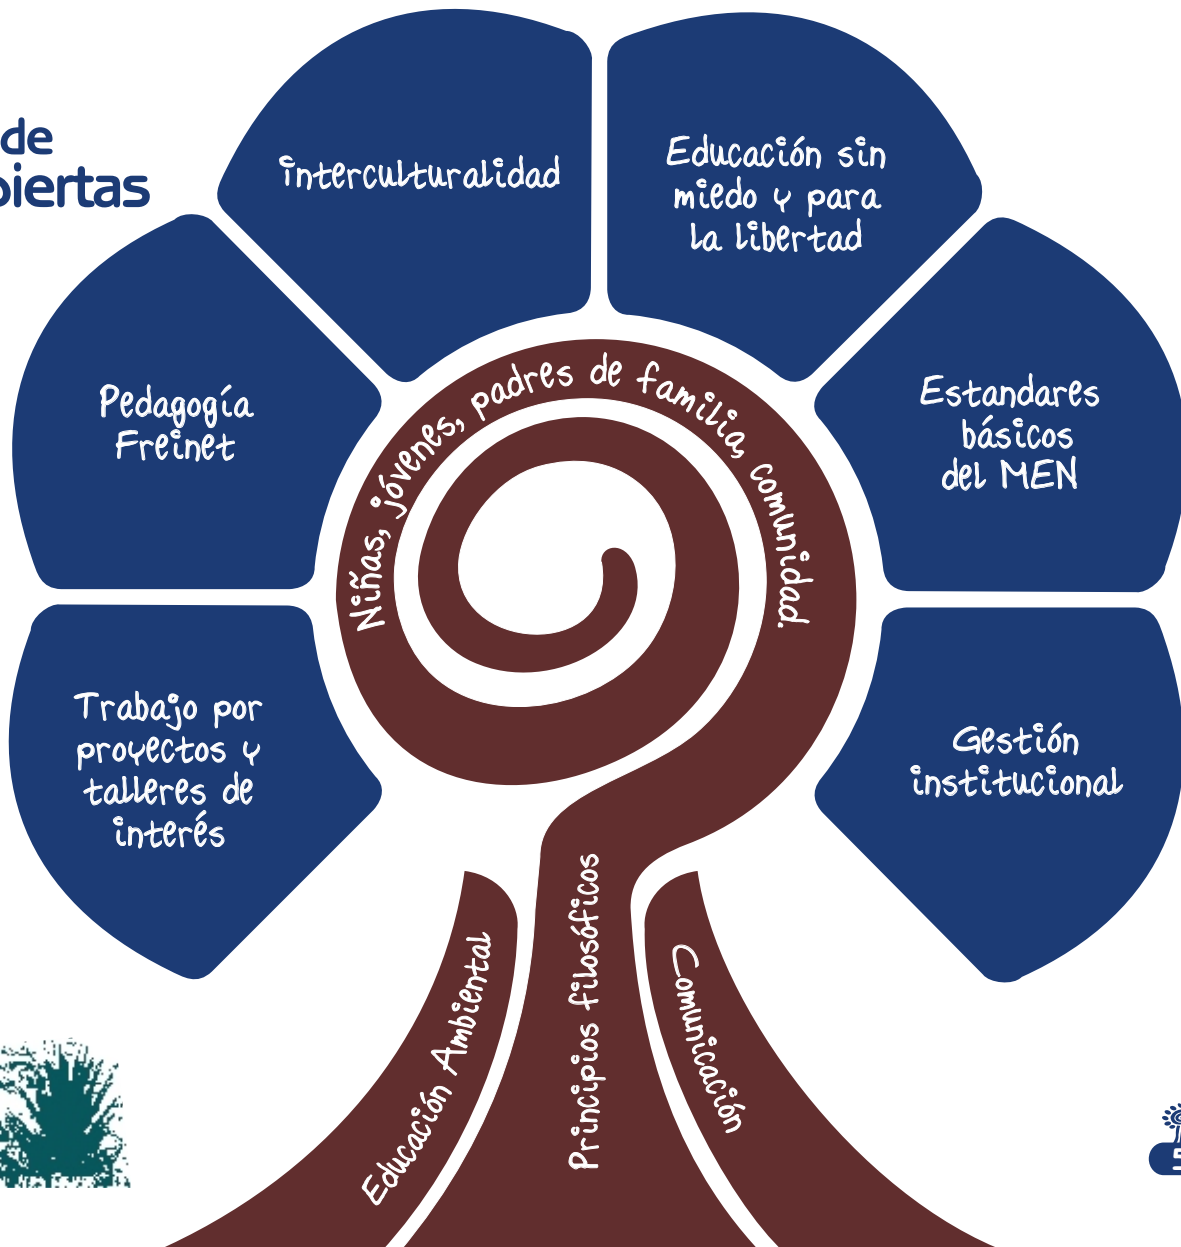 de
biertas
interculturalidad
Educación sin
miedo y para
la libertad
Pedagogía
Freinet
Estandares
básicos
del MEN
Niñas, jóvenes, padres de familia, comunidad.
Trabajo por
proyectos y
talleres de
interés
Gestión
institucional
Educación Ambiental
Principios filosóficos
Comunicación